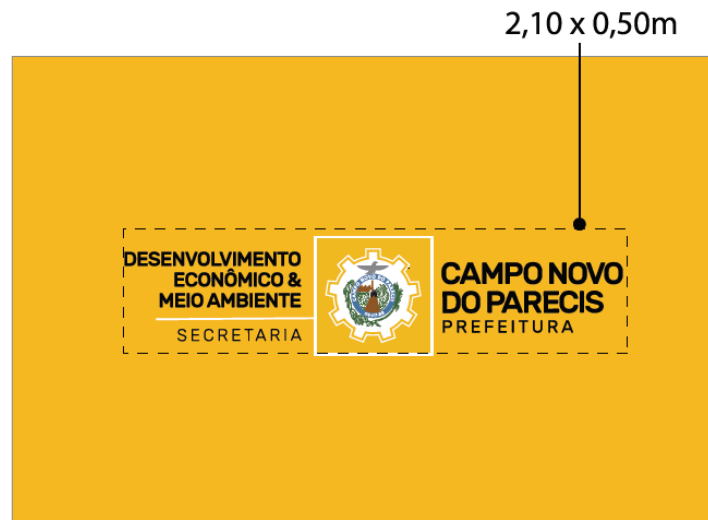 2,10 x 0,50m
DESENVOLVIMENTO
ECONÔMICO &
MEIO AMBIENTE
SECRETARIA
CAMPO NOVO
DO PARECIS
PREFEITURA